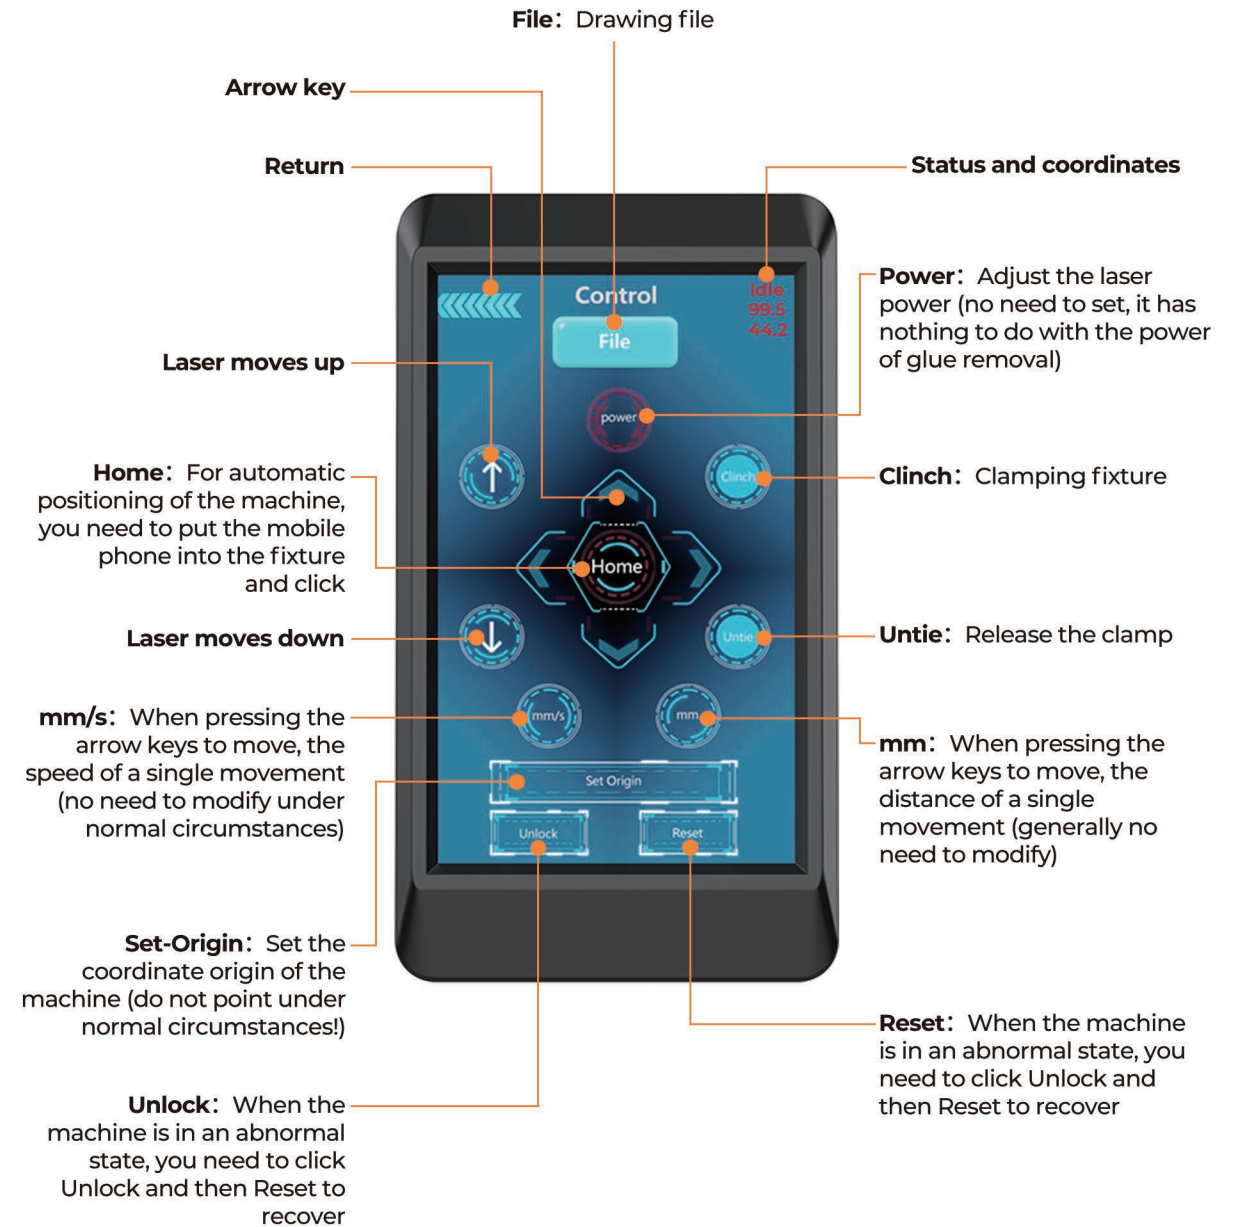 File： Drawing file
Arrow key
Return
Status and coordinates
Laser moves up
Home： For automatic
positioning of the machine,
you need to put the mobile
phone into the fixture
and click
Laser moves down
mm/s： When pressing the
arrow keys to move, the
speed of a single movement
(no need to modify under
normal circumstances)
Set-Origin： Set the
coordinate origin of the
machine (do not point under
normal circumstances!)
Unlock： When the
machine is in an abnormal
state, you need to click
Unlock and then Reset to
recover
Control
Idle
99.5
44.2
File
power
Clinch
Home
Untie
mm/s
mm
Set Origin
Unlock
Reset
Power： Adjust the laser
power (no need to set, it has
nothing to do with the power
of glue removal)
Clinch： Clamping fixture
Untie： Release the clamp
mm： When pressing the
arrow keys to move, the
distance of a single
movement (generally no
need to modify)
Reset： When the machine
is in an abnormal state, you
need to click Unlock and
then Reset to recover